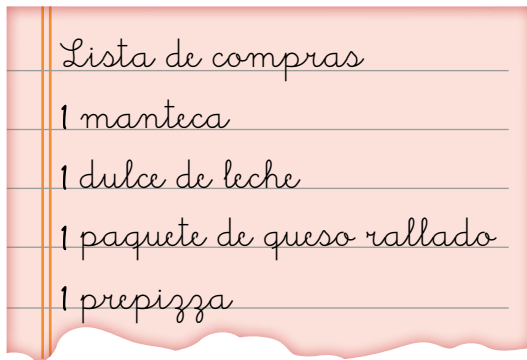 Lista de compras
1 manteca
1 dulce de leche
1 paquete de queso rallado
1 prepizza